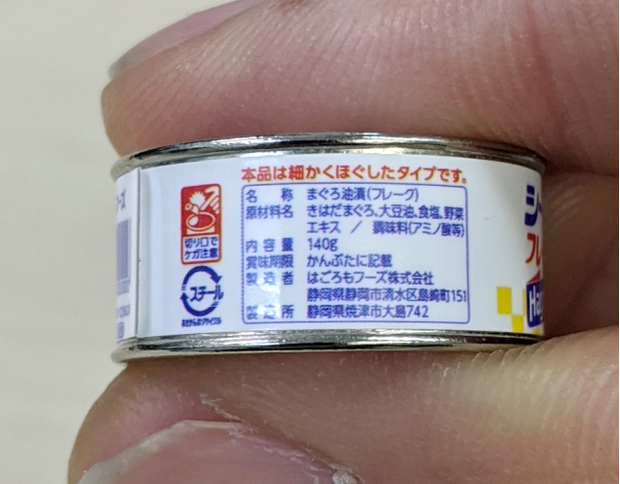 本品は細かくほぐしたタイプです。
名称 まぐろ油漬(フレーク)
原材料名 きはだまぐろ、大豆油、食塩、野菜
エキス / 調味料(アミノ酸等)
内容量 140g
賞味期限 かんぶたに記載
製造者 はごろもフーズ株式会社
静岡県静岡市清水区島崎町151
製造所 静岡県焼津市大島742
切り口で
ケガ注意
スチール
シー
フレ